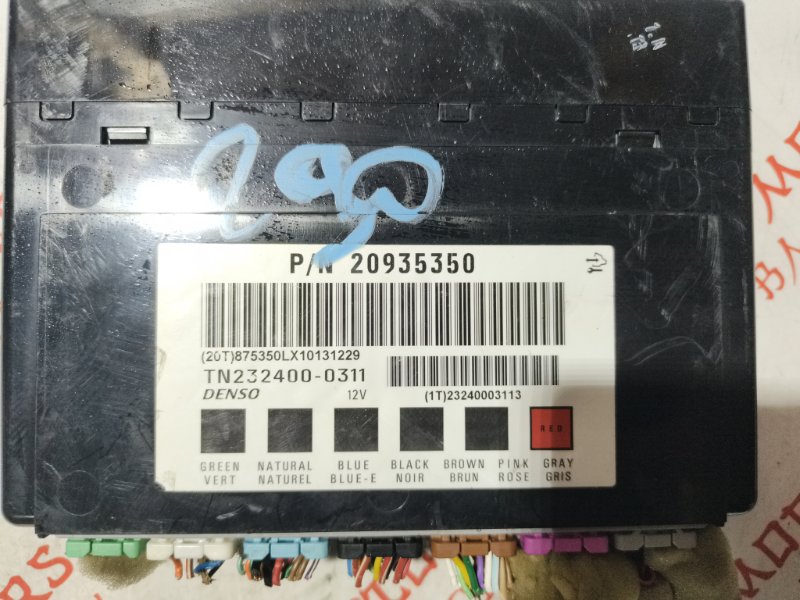 P/N 20935350
(20T)875350LX10131229
TN232400-0311
(1T)23240003113
DENSO 12V
RED
GREEN NATURAL BLUE BLACK BROWN PINK GRAY
VERT NATUREL BLUE-E NOIR BRUN ROSE GRIS